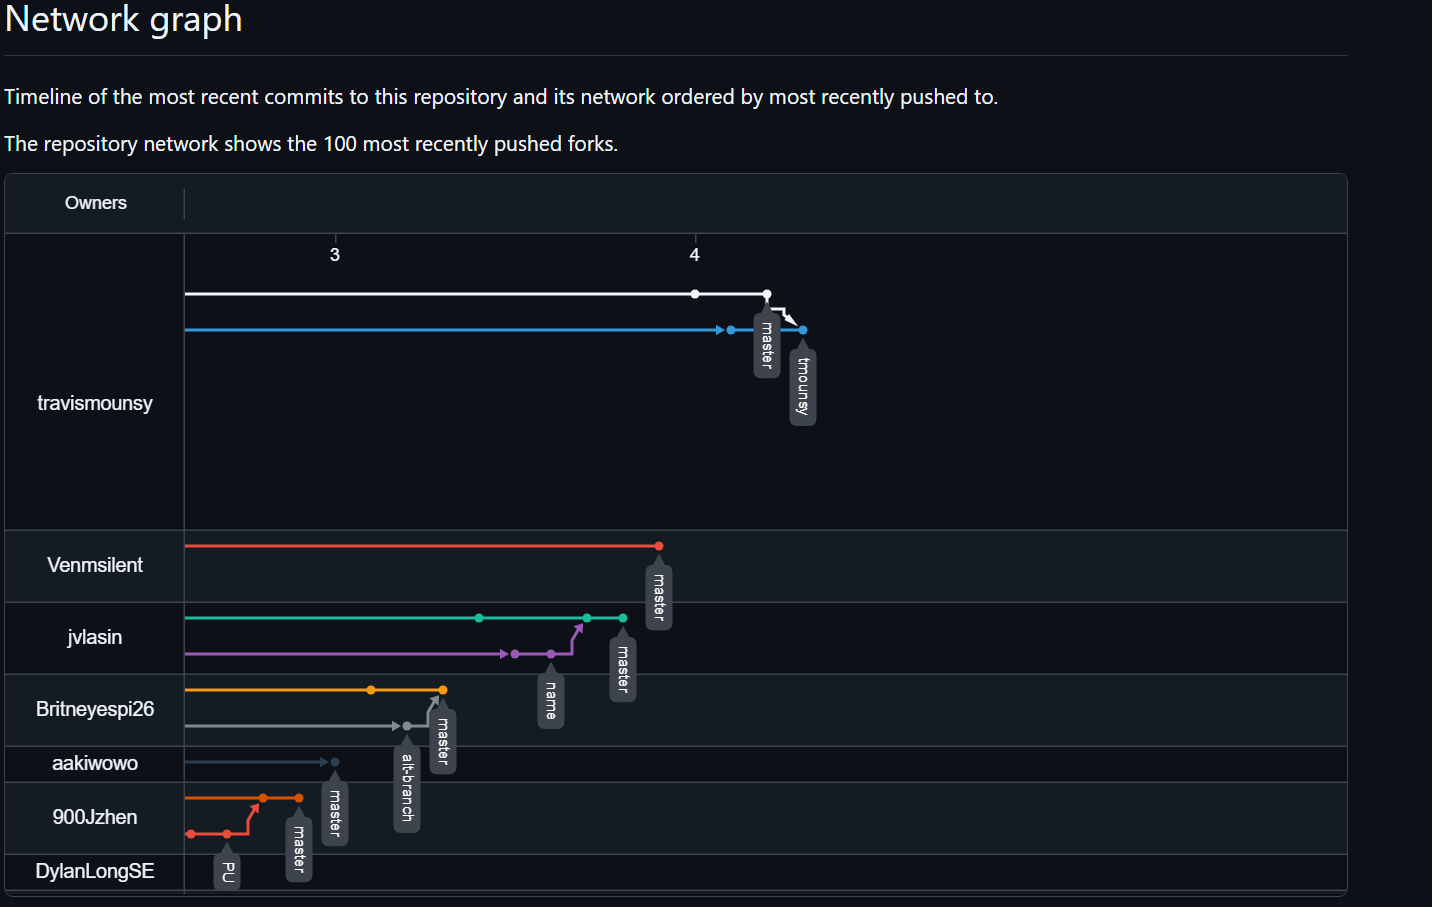 Network graph
Timeline of the most recent commits to this repository and its network ordered by most recently pushed to.
The repository network shows the 100 most recently pushed forks.
Owners
3
4
travismounsy
master
tmounsy
Venmsilent
master
jvlasin
name
master
Britneyespi26
alt-branch
master
aakiwowo
master
900Jzhen
PU
master
DylanLongSE